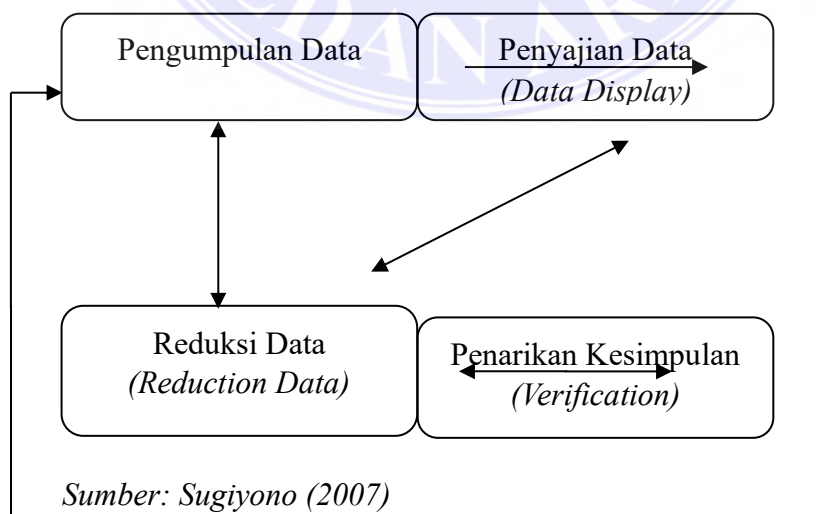 Pengumpulan Data
Penyajian Data
(Data Display)
Reduksi Data
(Reduction Data)
Penarikan Kesimpulan
(Verification)
Sumber: Sugiyono (2007)